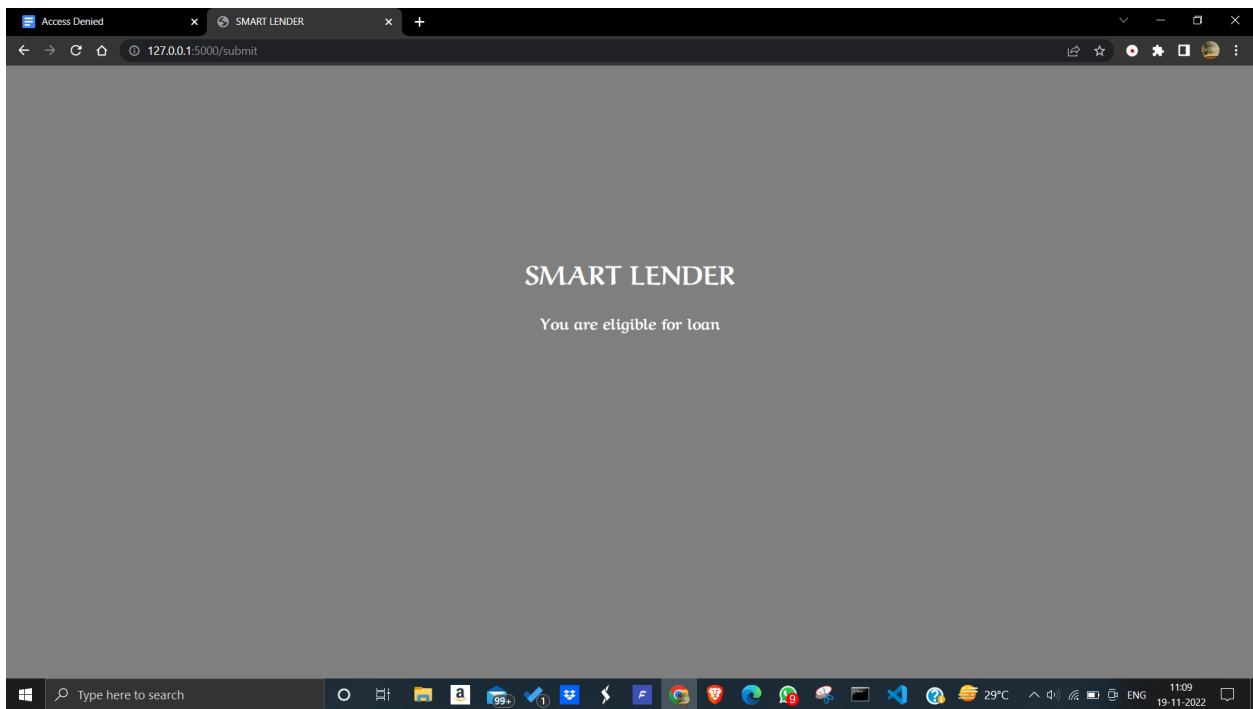 Access Denied
SMART LENDER
127.0.0.1:5000/submit
SMART LENDER
You are eligible for loan
Type here to search
a
99+
1
F
9
29°C
ENG
11:09
19-11-2022